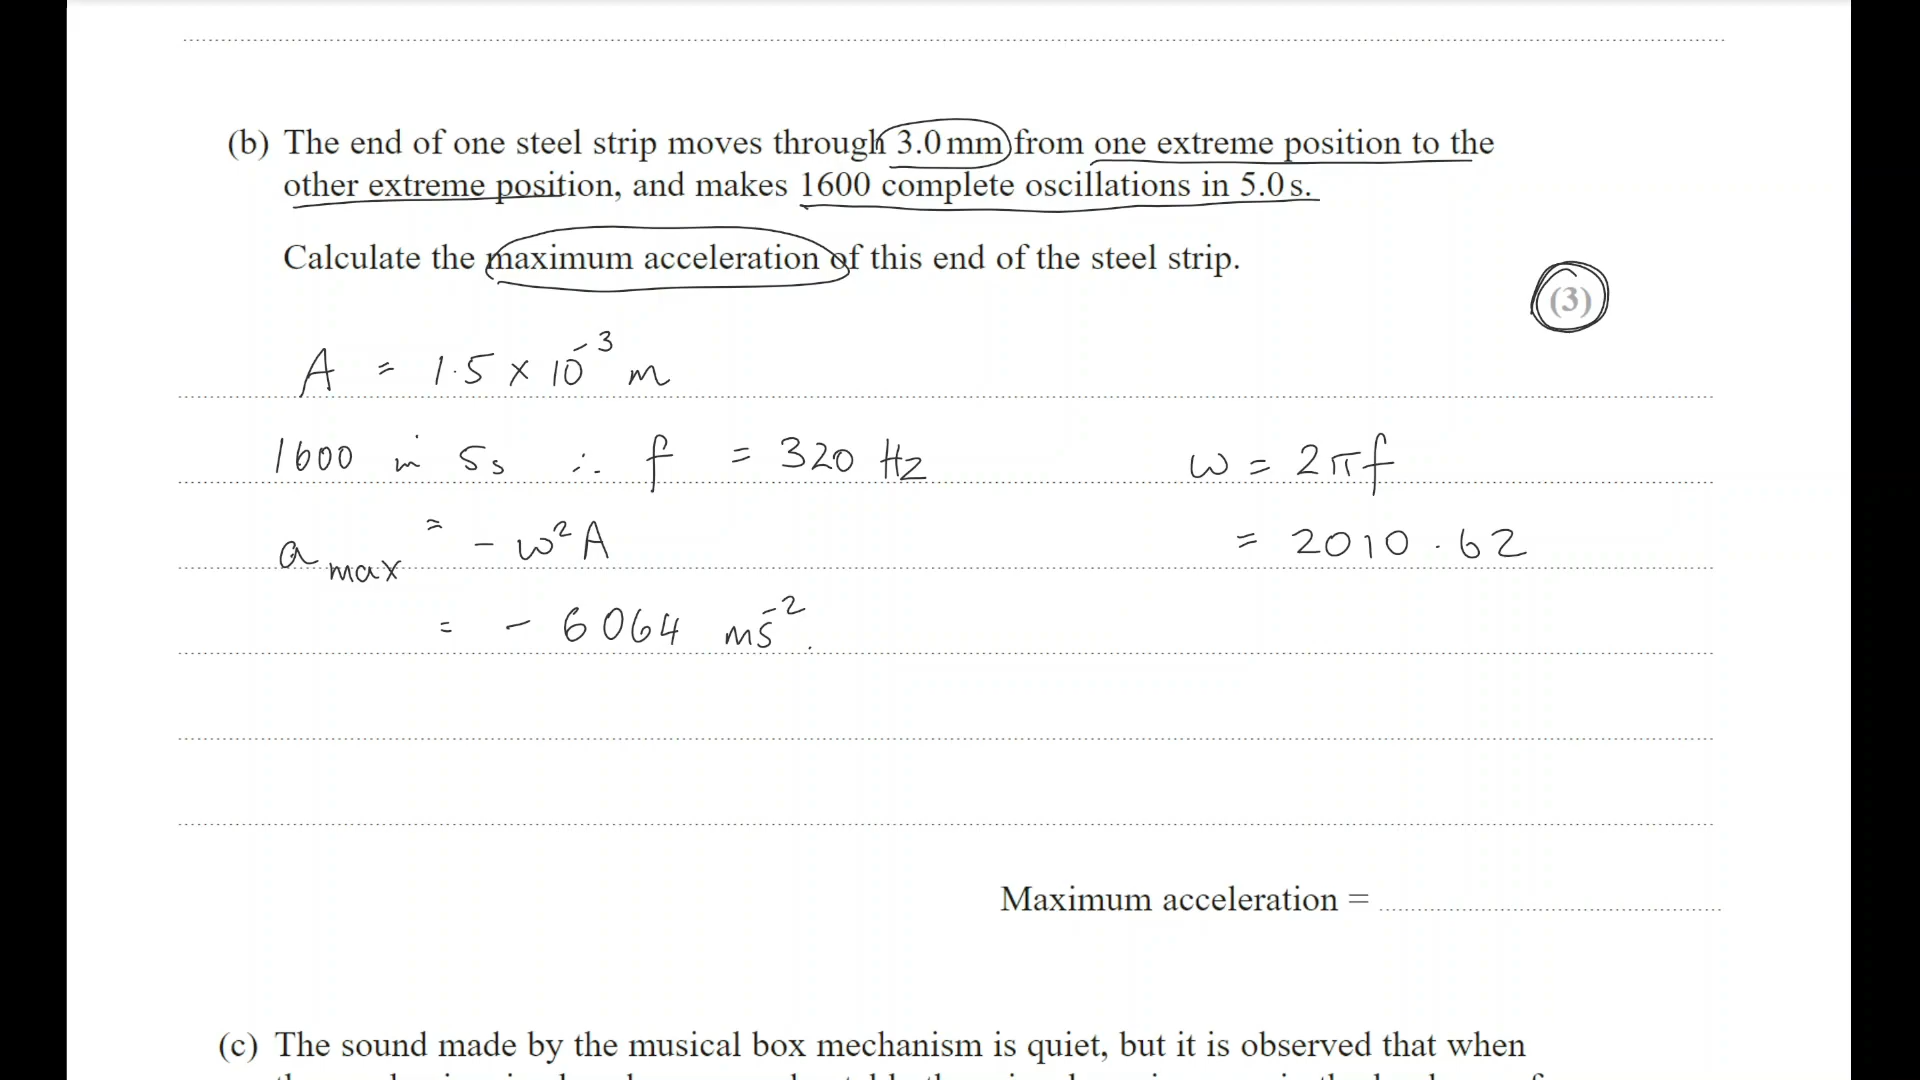 (b) The end of one steel strip moves through 3.0 mm from one extreme position to the
other extreme position, and makes 1600 complete oscillations in 5.0 s.
Calculate the maximum acceleration of this end of the steel strip.
(3)
A = 1.5 × 10⁻³ m
1600 in 5s ∴ f = 320 Hz
ω = 2πf
a max = - ω² A
= 2010.62
= - 6064 ms⁻².
Maximum acceleration =
(c) The sound made by the musical box mechanism is quiet, but it is observed that when